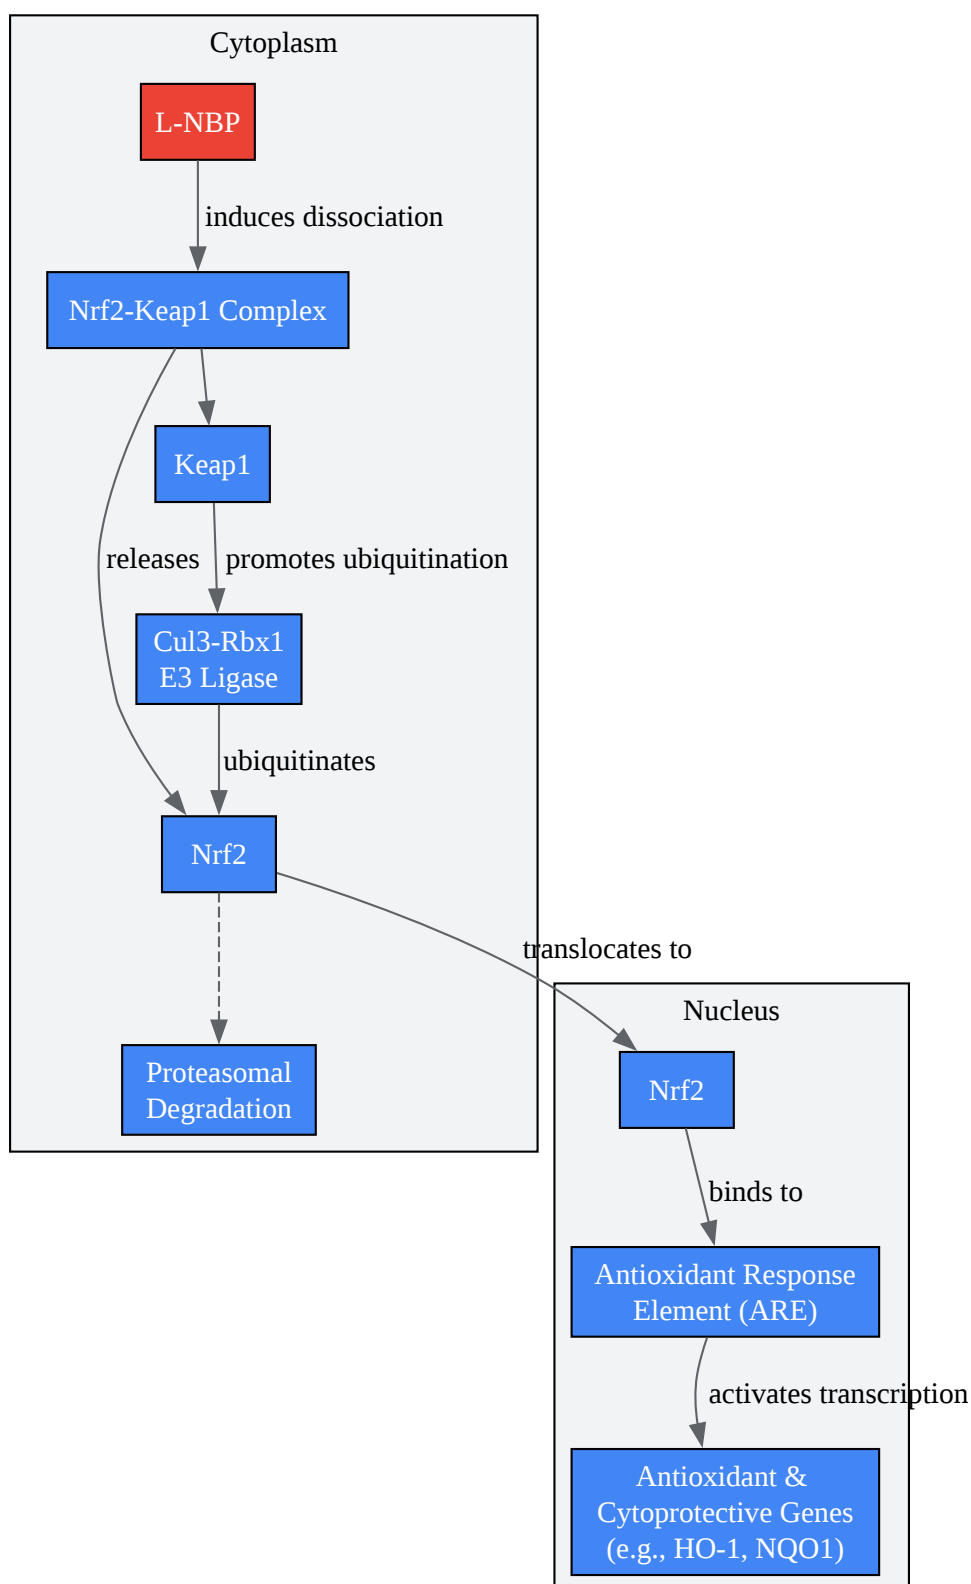 Cytoplasm
L-NBP
induces dissociation
Nrf2-Keap1 Complex
Keap1
releases
promotes ubiquitination
Cul3-Rbx1
E3 Ligase
ubiquitinates
Nrf2
translocates to
Proteasomal
Degradation
Nucleus
Nrf2
binds to
Antioxidant Response
Element (ARE)
activates transcription
Antioxidant &
Cytoprotective Genes
(e.g., HO-1, NQO1)